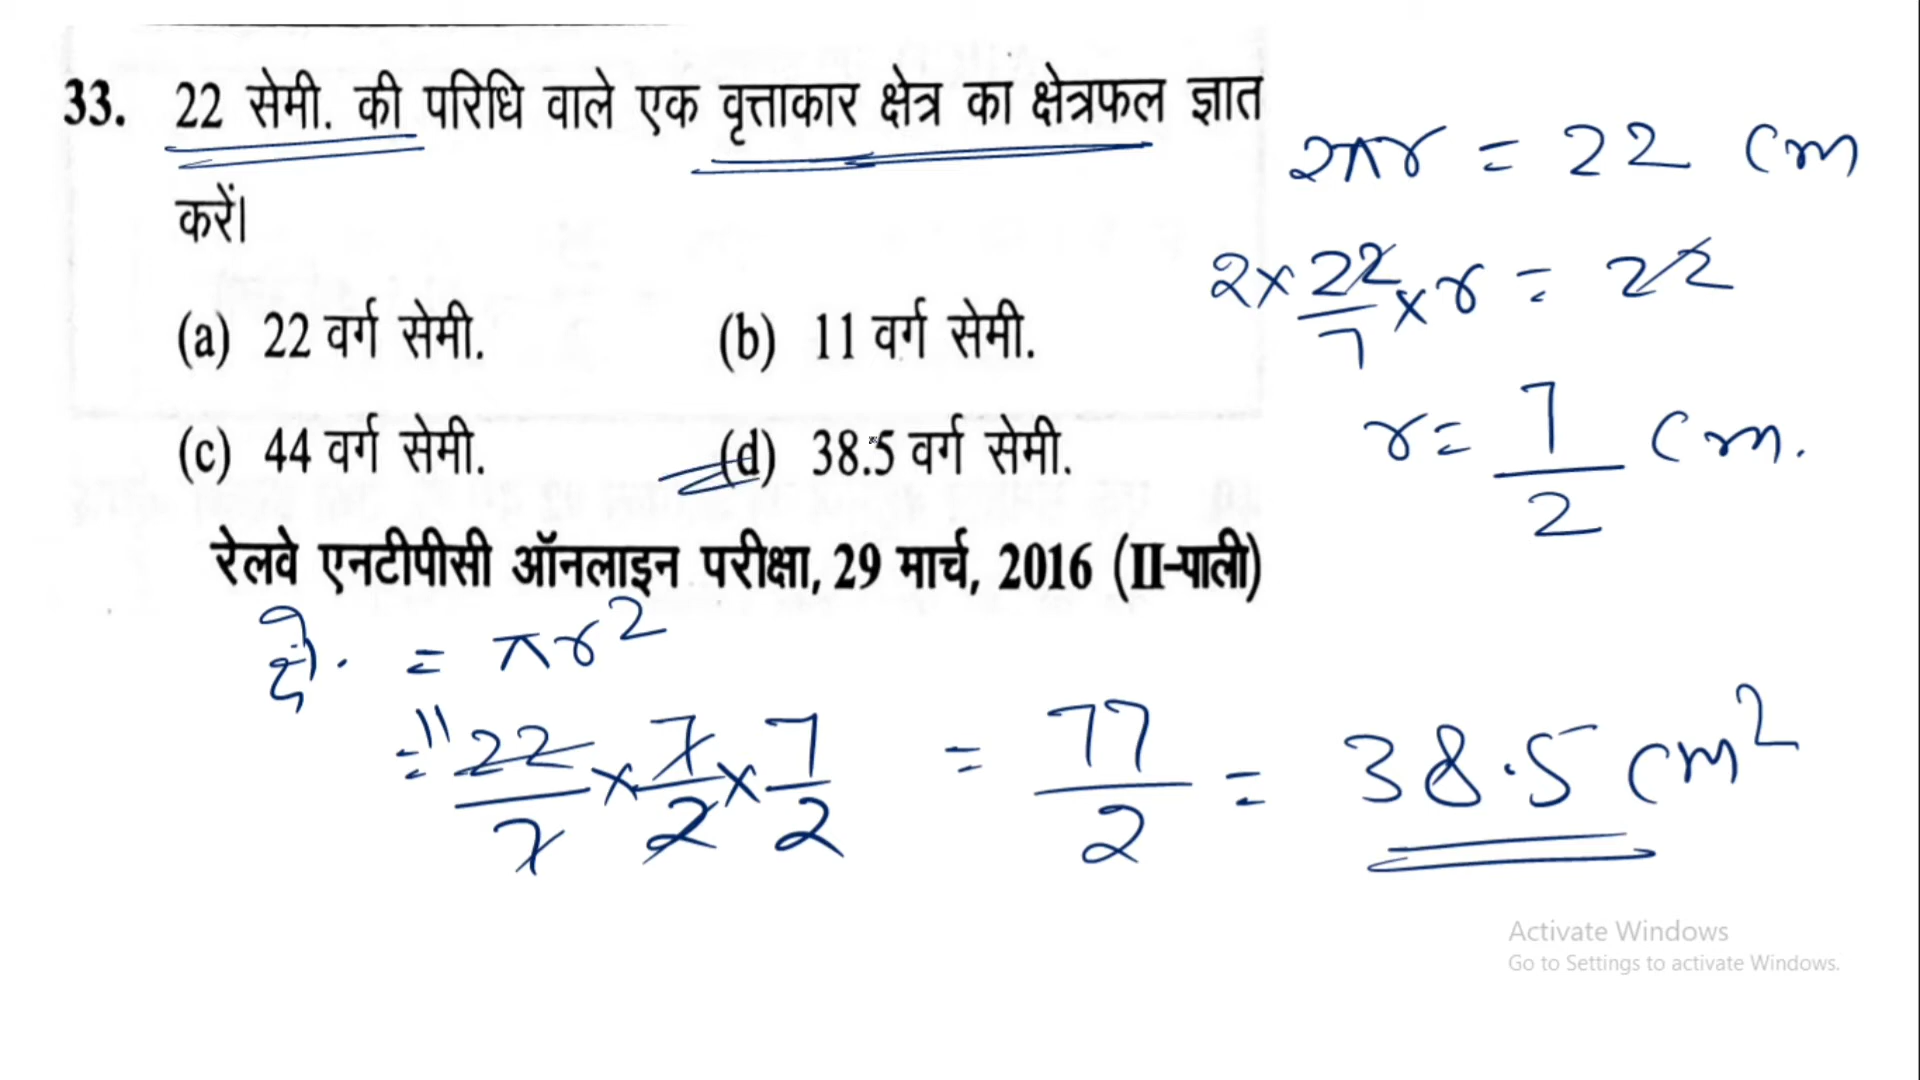 33. 22 सेमी. की परिधि वाले एक वृत्ताकार क्षेत्र का क्षेत्रफल ज्ञात
करें।
(a) 22 वर्ग सेमी. (b) 11 वर्ग सेमी.
(c) 44 वर्ग सेमी. (d) 38.5 वर्ग सेमी.
रेलवे एनटीपीसी ऑनलाइन परीक्षा, 29 मार्च, 2016 (II-पाली)
2πr = 22 cm
2 × 22/7 × r = 22
r = 7/2 cm.
क्षे. = πr²
= 11 22/7 × 7/2 × 7/2 = 77/2 = 38.5 cm²
Activate Windows
Go to Settings to activate Windows.